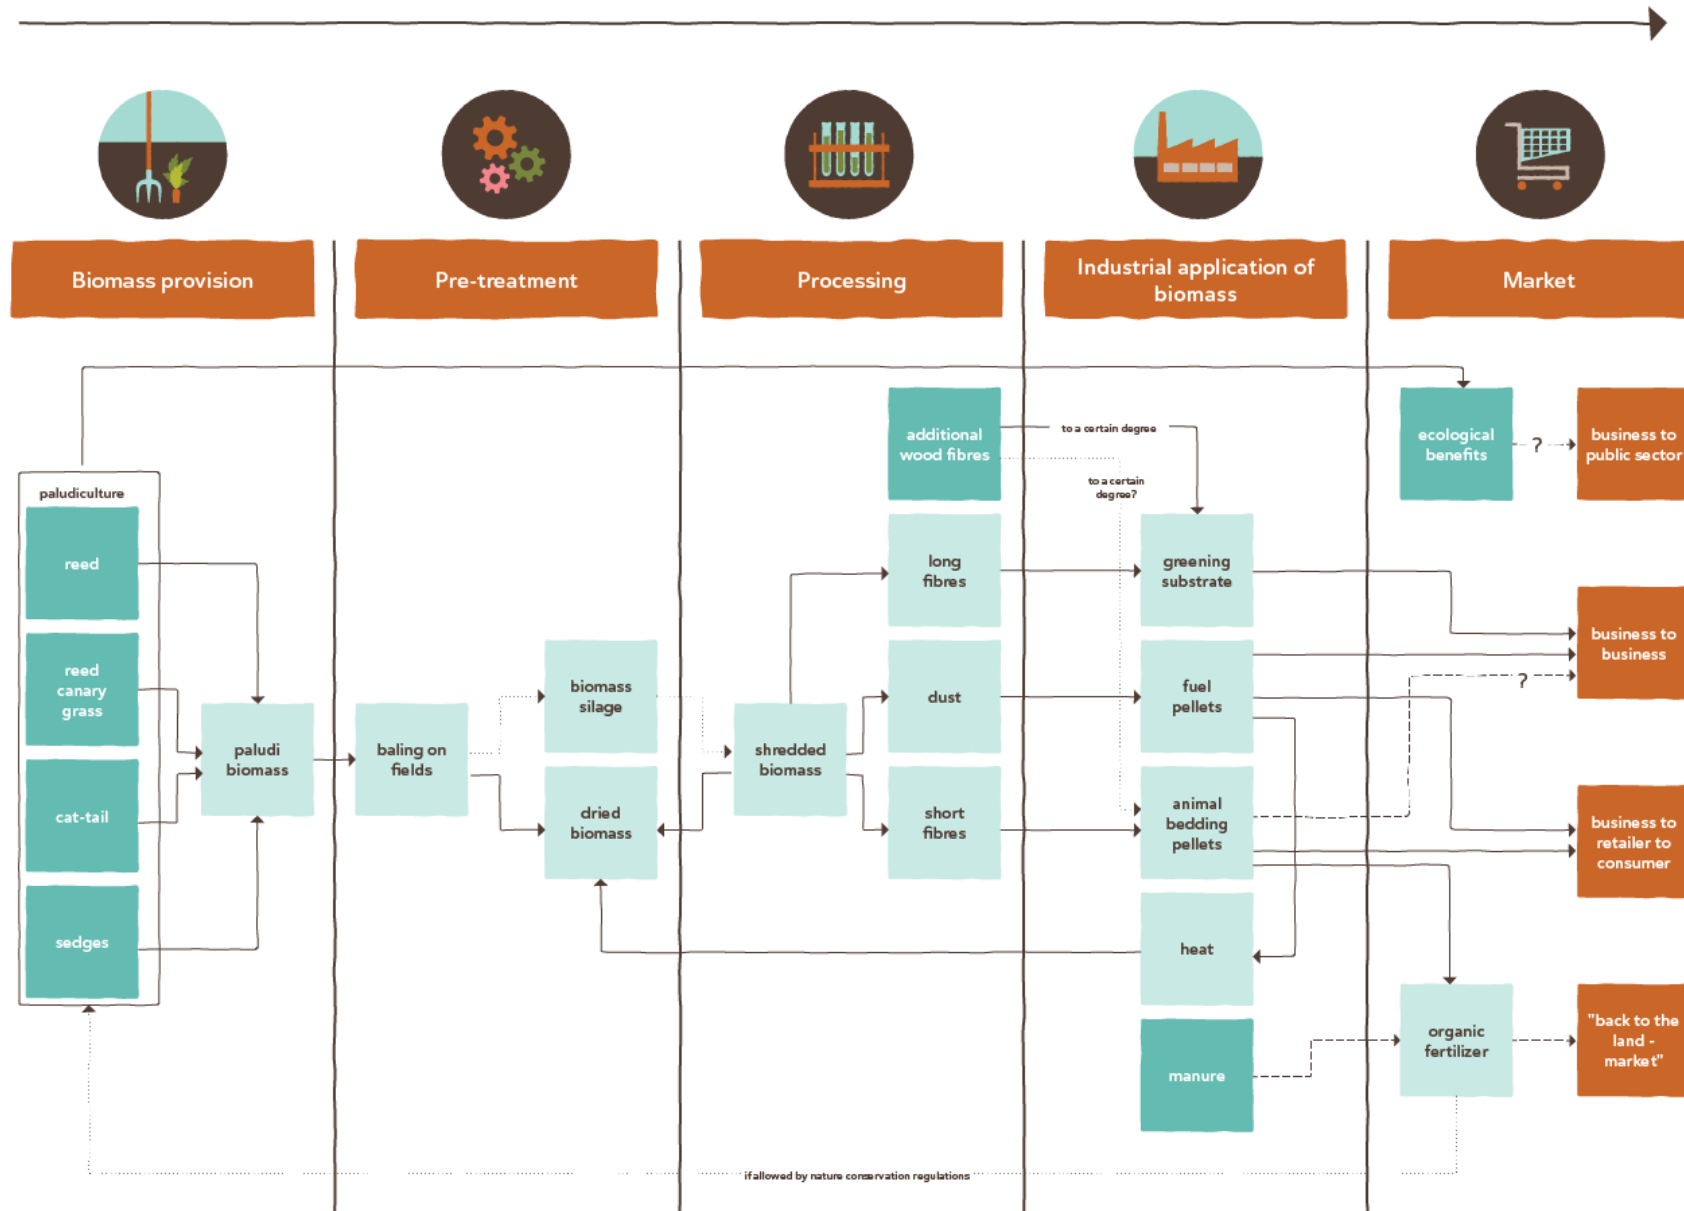 Biomass provision
Pre-treatment
Processing
Industrial application of
biomass
Market
paludiculture
reed
reed
canary
grass
cat-tail
sedges
paludi
biomass
baling on
fields
biomass
silage
dried
biomass
shredded
biomass
additional
wood fibres
long
fibres
dust
short
fibres
to a certain degree
to a certain
degree?
greening
substrate
fuel
pellets
animal
bedding
pellets
heat
manure
ecological
benefits
?
business to
public sector
business to
business
?
business to
retailer to
consumer
organic
fertilizer
"back to the
land -
market"
if allowed by nature conservation regulations